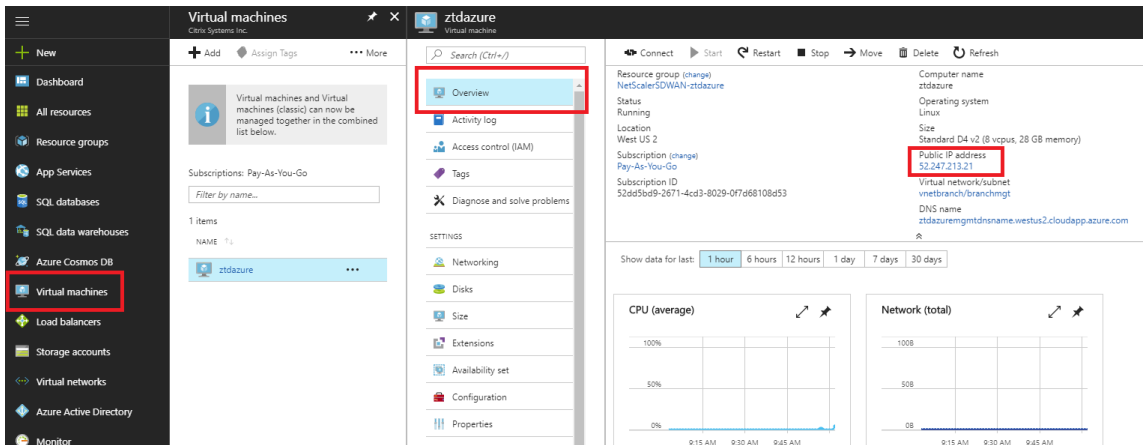 Virtual machines
Citrix Systems Inc.
ztdazure
Virtual machine
New
Dashboard
All resources
Resource groups
App Services
SQL databases
SQL data warehouses
Azure Cosmos DB
Virtual machines
Load balancers
Storage accounts
Virtual networks
Azure Active Directory
Monitor
Add Assign Tags ••• More
Virtual machines and Virtual
machines (classic) can now be
managed together in the combined
list below.
Subscriptions: Pay-As-You-Go
Filter by name...
1 items
NAME
ztdazure •••
Search (Ctrl+/)
Overview
Activity log
Access control (IAM)
Tags
Diagnose and solve problems
SETTINGS
Networking
Disks
Size
Extensions
Availability set
Configuration
Properties
Connect Start Restart Stop Move Delete Refresh
Resource group (change)
NetScalerSDWAN-ztdazure
Status
Running
Location
West US 2
Subscription (change)
Pay-As-You-Go
Subscription ID
52dd5bd9-2671-4cd3-8029-0f7d68108d53
Computer name
ztdazure
Operating system
Linux
Size
Standard D4 v2 (8 vcpus, 28 GB memory)
Public IP address
52.247.213.21
Virtual network/subnet
vnetbranch/branchmgt
DNS name
ztdazuremgmtdnsname.westus2.cloudapp.azure.com
Show data for last: 1 hour 6 hours 12 hours 1 day 7 days 30 days
CPU (average)
100%
50%
0%
9:15 AM 9:30 AM 9:45 AM
Network (total)
100B
50B
0B
9:15 AM 9:30 AM 9:45 AM